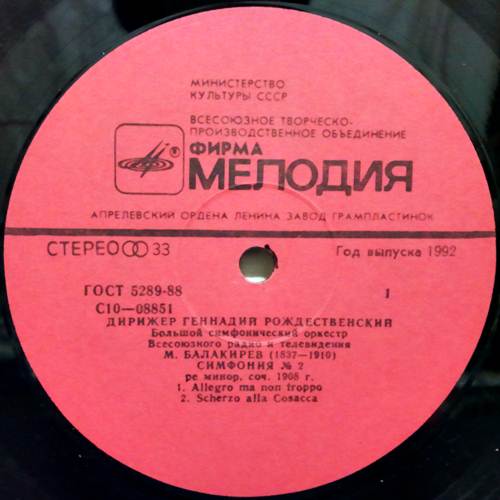 МИНИСТЕРСТВО
КУЛЬТУРЫ СССР
ВСЕСОЮЗНОЕ ТВОРЧЕСКО-
ПРОИЗВОДСТВЕННОЕ ОБЪЕДИНЕНИЕ
ФИРМА
МЕЛОДИЯ
АПРЕЛЕВСКИЙ ОРДЕНА ЛЕНИНА ЗАВОД ГРАМПЛАСТИНОК
СТЕРЕО 33
Год выпуска 1992
ГОСТ 5289-88
1
С10—08851
ДИРИЖЕР ГЕННАДИЙ РОЖДЕСТВЕНСКИЙ
Большой симфонический оркестр
Всесоюзного радио и телевидения
М. БАЛАКИРЕВ (1837—1910)
СИМФОНИЯ № 2
ре минор, соч. 1908 г.
1. Allegro ma non troppo
2. Scherzo alla Cosacca